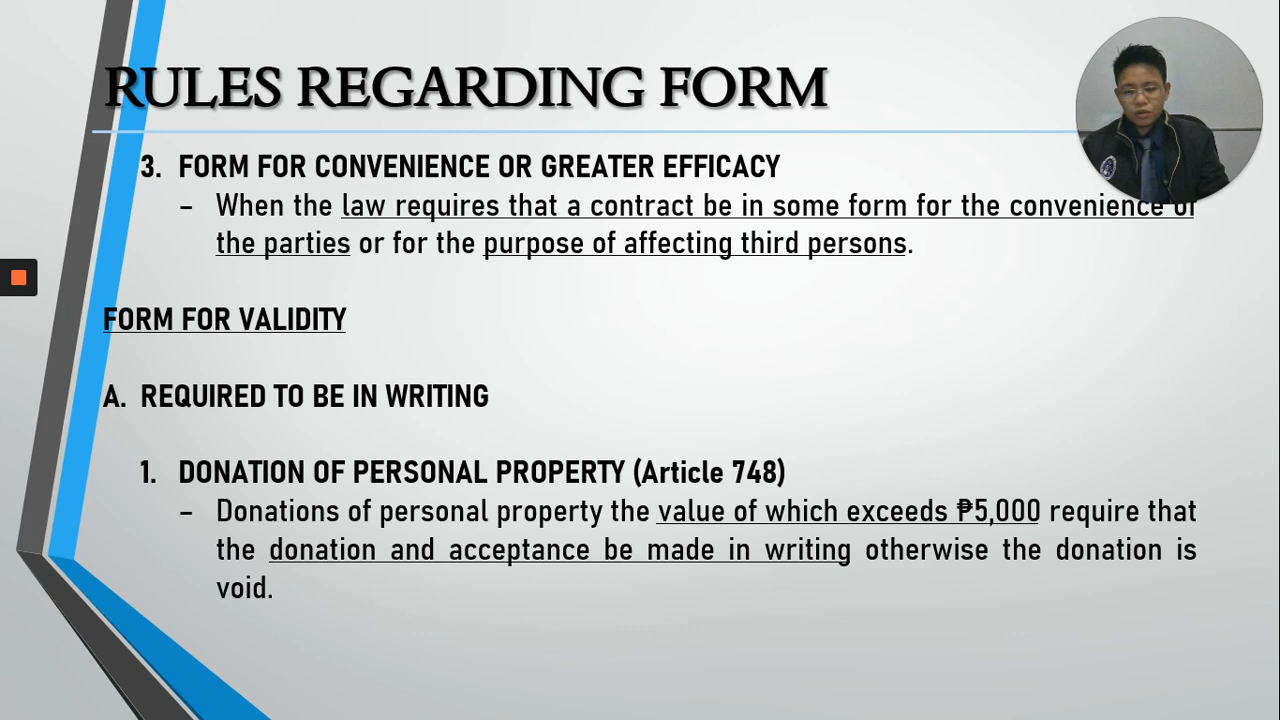 RULES REGARDING FORM
3. FORM FOR CONVENIENCE OR GREATER EFFICACY
– When the law requires that a contract be in some form for the convenience of
the parties or for the purpose of affecting third persons.
FORM FOR VALIDITY
A. REQUIRED TO BE IN WRITING
1. DONATION OF PERSONAL PROPERTY (Article 748)
– Donations of personal property the value of which exceeds ₱5,000 require that
the donation and acceptance be made in writing otherwise the donation is
void.